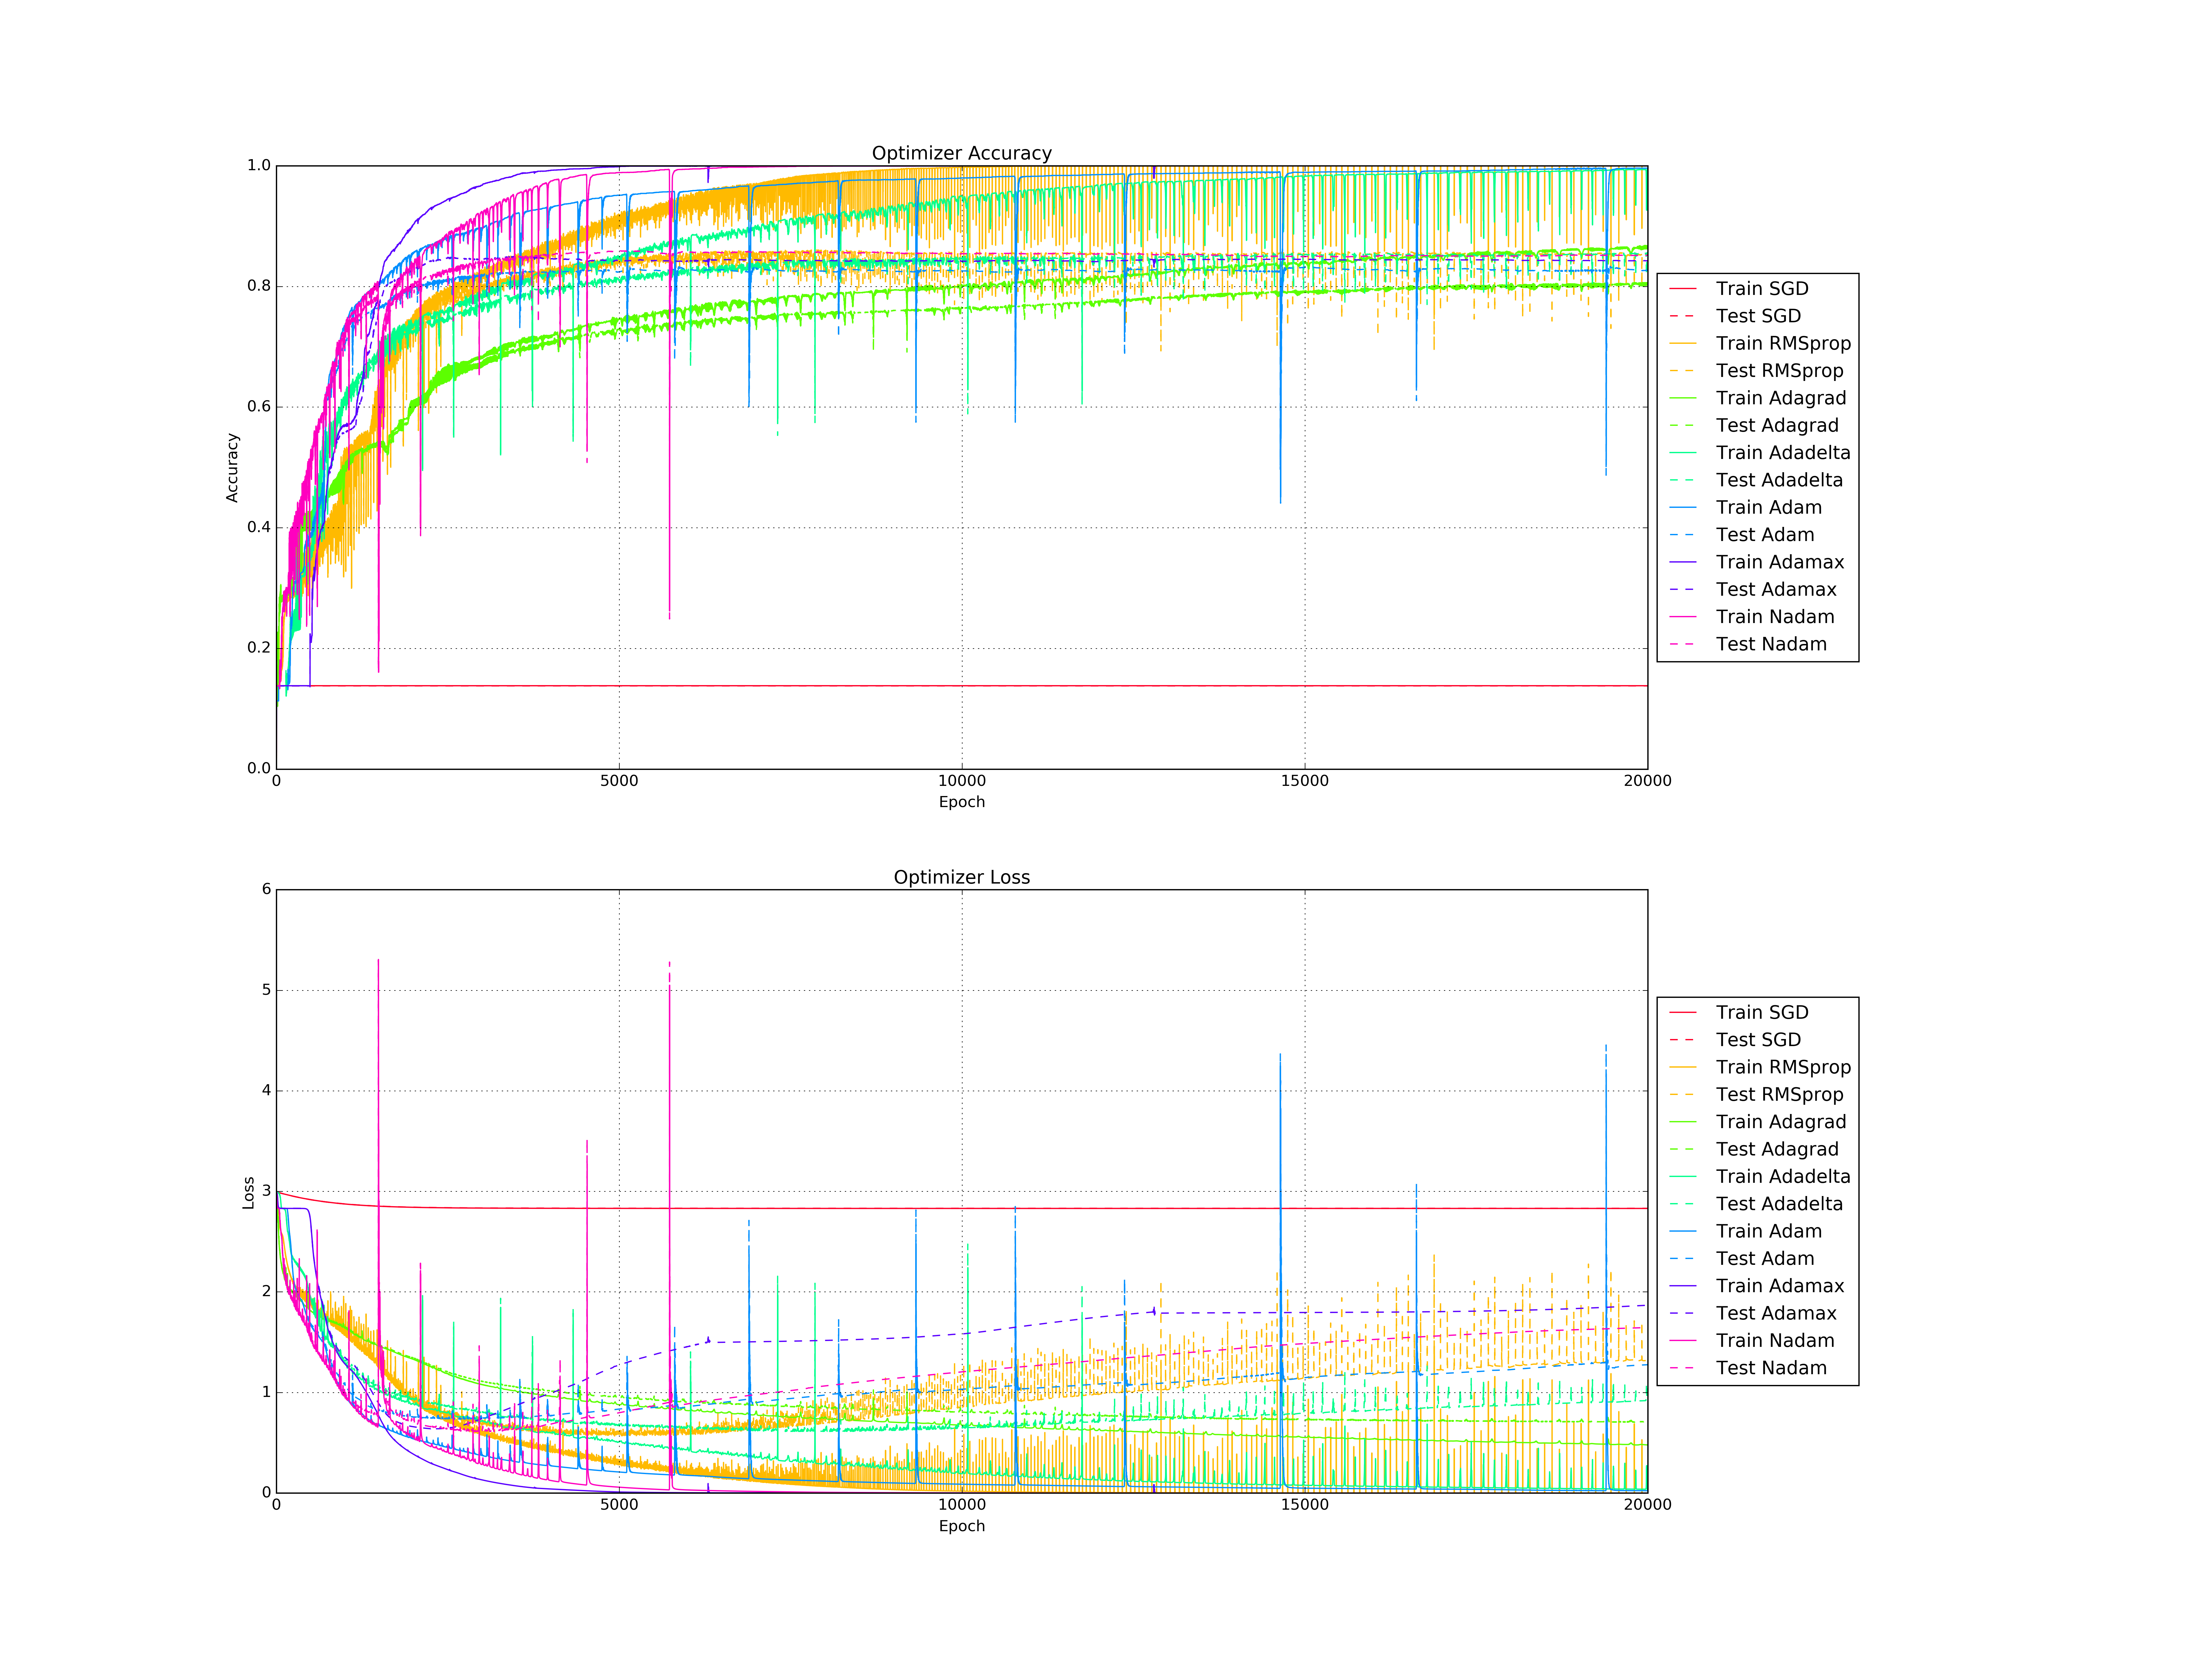 Optimizer Accuracy
1.0
0.8
0.6
0.4
0.2
0.0
Accuracy
0 5000 10000 15000 20000
Epoch
Train SGD
Test SGD
Train RMSprop
Test RMSprop
Train Adagrad
Test Adagrad
Train Adadelta
Test Adadelta
Train Adam
Test Adam
Train Adamax
Test Adamax
Train Nadam
Test Nadam
Optimizer Loss
6
5
4
3
2
1
0
Loss
0 5000 10000 15000 20000
Epoch
Train SGD
Test SGD
Train RMSprop
Test RMSprop
Train Adagrad
Test Adagrad
Train Adadelta
Test Adadelta
Train Adam
Test Adam
Train Adamax
Test Adamax
Train Nadam
Test Nadam